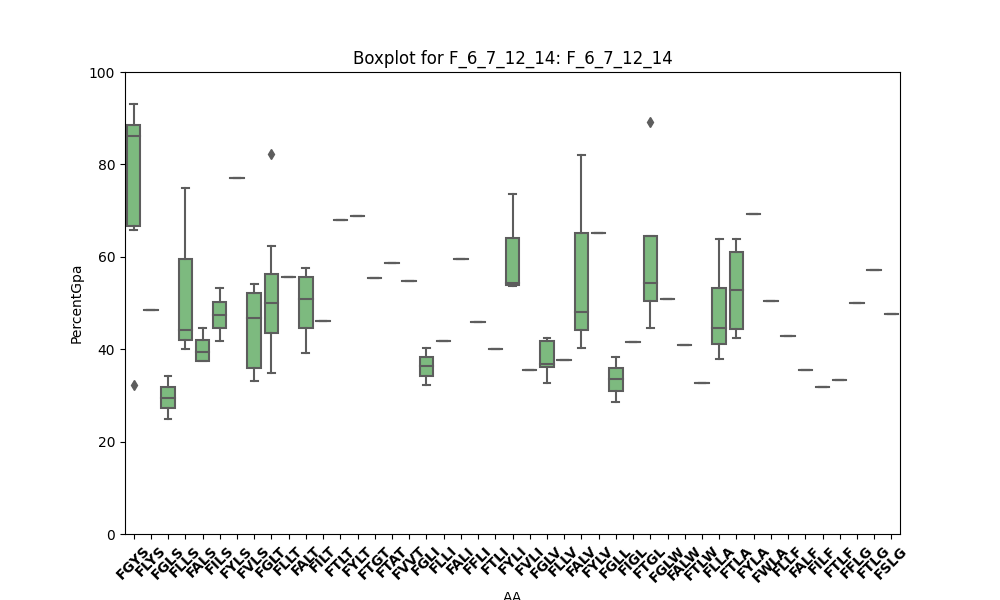 Boxplot for F_6_7_12_14: F_6_7_12_14
PercentGpa
100
80
60
40
20
0
FGYS
FLYS
FGLS
FLLS
FALS
FILS
FYLS
FVLS
FGLT
FLLT
FALT
FILT
FTLT
FYLT
FTGT
FTAT
FVVT
FGLI
FLLI
FALI
FFLI
FTLI
FYLI
FVLI
FGLV
FLLV
FALV
FYLV
FGLL
FIGL
FTGL
FGLW
FALW
FTLW
FLLA
FTLA
FYLA
FWLA
FLLF
FALF
FILF
FTLF
FFLG
FTLG
FSLG
AA